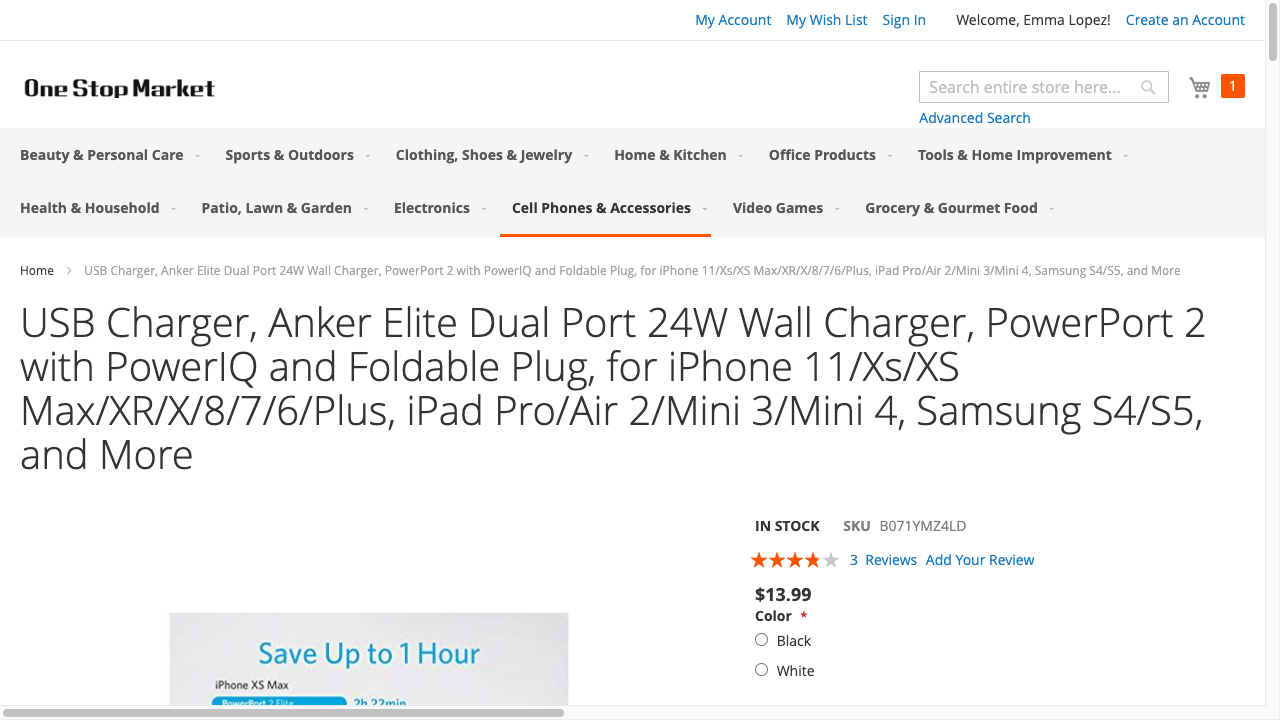 My Account My Wish List Sign In Welcome, Emma Lopez! Create an Account
One Stop Market
Search entire store here...
1
Advanced Search
Beauty & Personal Care Sports & Outdoors Clothing, Shoes & Jewelry Home & Kitchen Office Products Tools & Home Improvement
Health & Household Patio, Lawn & Garden Electronics Cell Phones & Accessories Video Games Grocery & Gourmet Food
Home USB Charger, Anker Elite Dual Port 24W Wall Charger, PowerPort 2 with PowerIQ and Foldable Plug, for iPhone 11/Xs/XS Max/XR/X/8/7/6/Plus, iPad Pro/Air 2/Mini 3/Mini 4, Samsung S4/S5, and More
USB Charger, Anker Elite Dual Port 24W Wall Charger, PowerPort 2
with PowerIQ and Foldable Plug, for iPhone 11/Xs/XS
Max/XR/X/8/7/6/Plus, iPad Pro/Air 2/Mini 3/Mini 4, Samsung S4/S5,
and More
IN STOCK SKU B071YMZ4LD
3 Reviews Add Your Review
$13.99
Color *
Black
White
Save Up to 1 Hour
iPhone XS Max
PowerPort 2 Elite 2h 22min